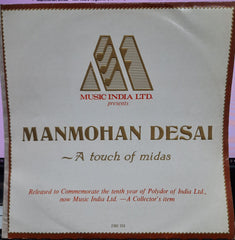 MUSIC INDIA LTD.
presents
MANMOHAN DESAI
~A touch of midas
Released to Commemorate the tenth year of Polydor of India Ltd.,
now Music India Ltd. —A Collector's item